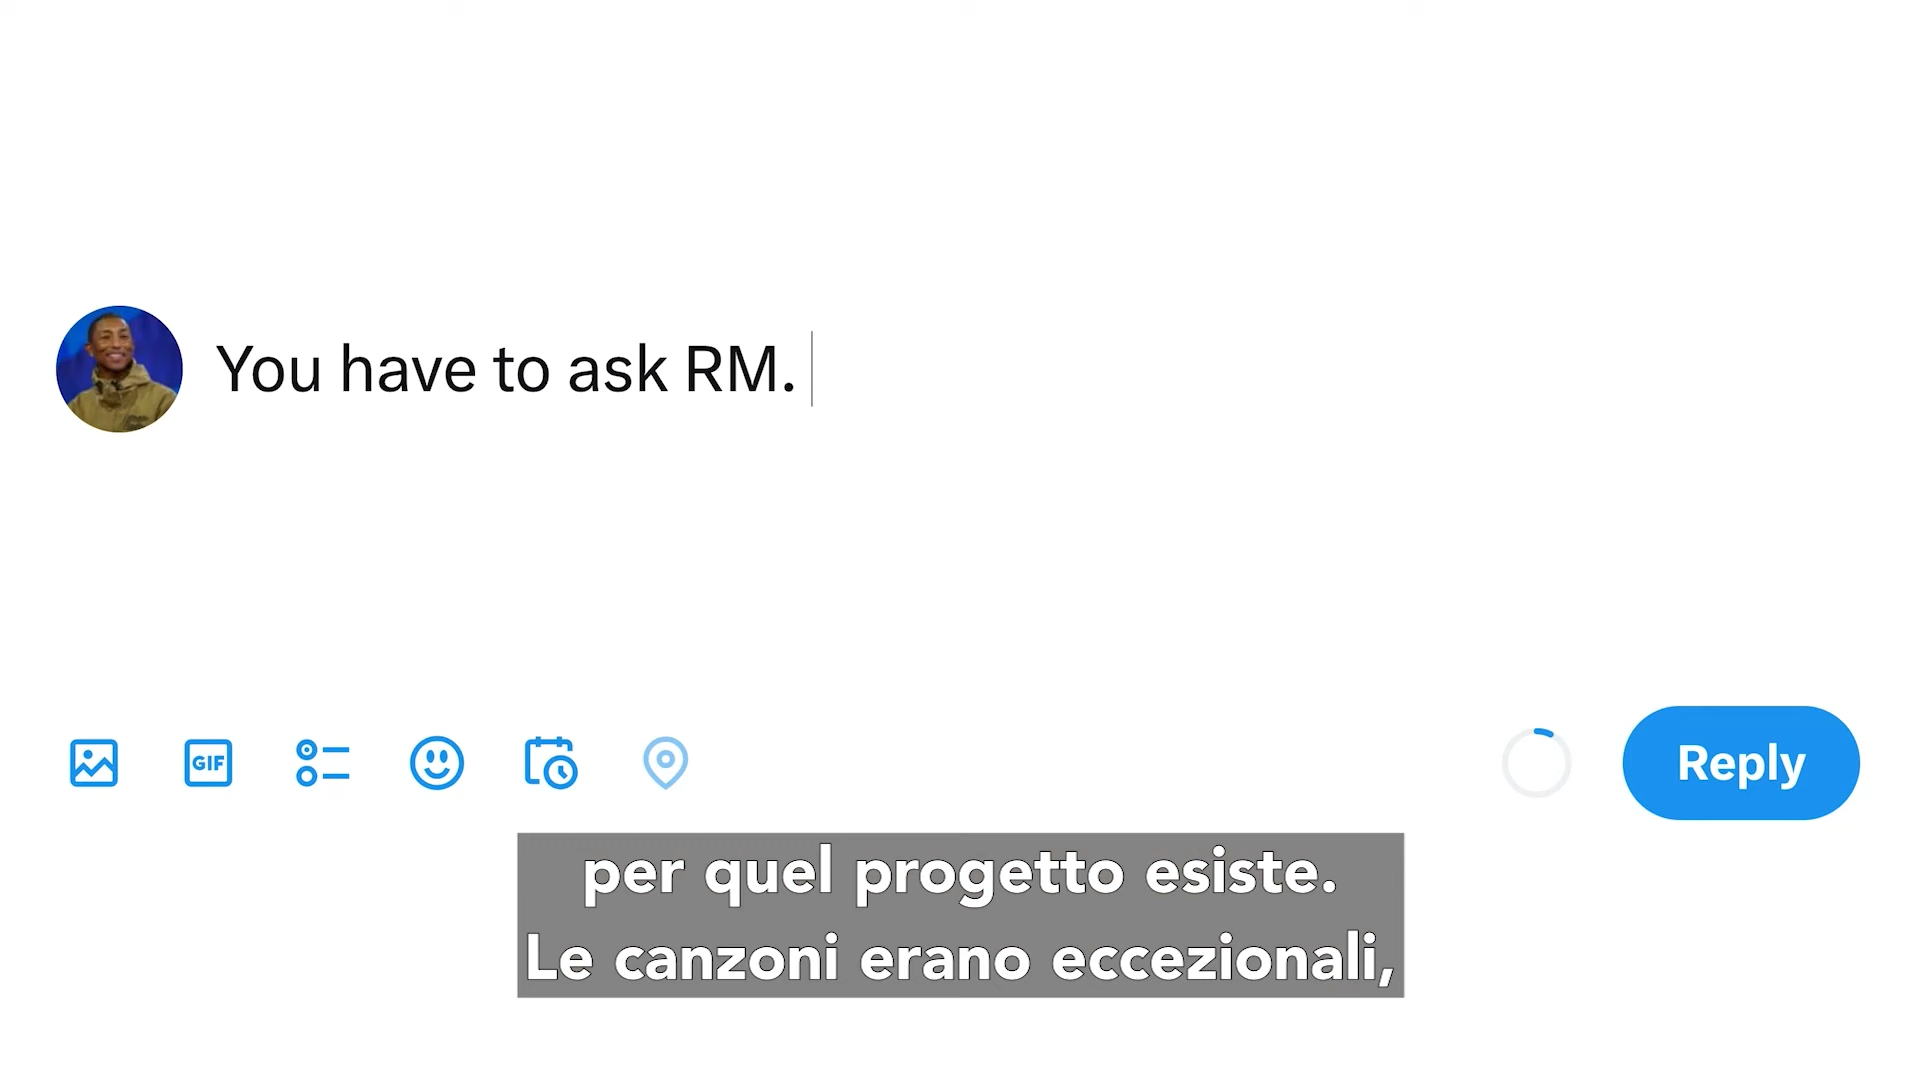 You have to ask RM.
GIF
Reply
per quel progetto esiste.
Le canzoni erano eccezionali,